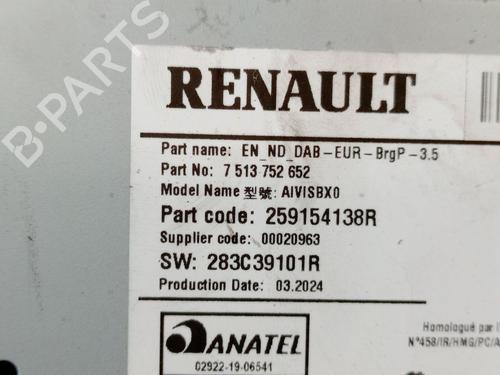 RENAULT
Part name: EN_ND_DAB-EUR-BrgP-3.5
Part No: 7 513 752 652
Model Name 型號: AIVISBX0
Part code: 259154138R
Supplier code: 00020963
SW: 283C39101R
Production Date: 03.2024
Homologué par l'
N°458/IR/HMG/PC/A
ANATEL
02922-19-06541
B-PARTS